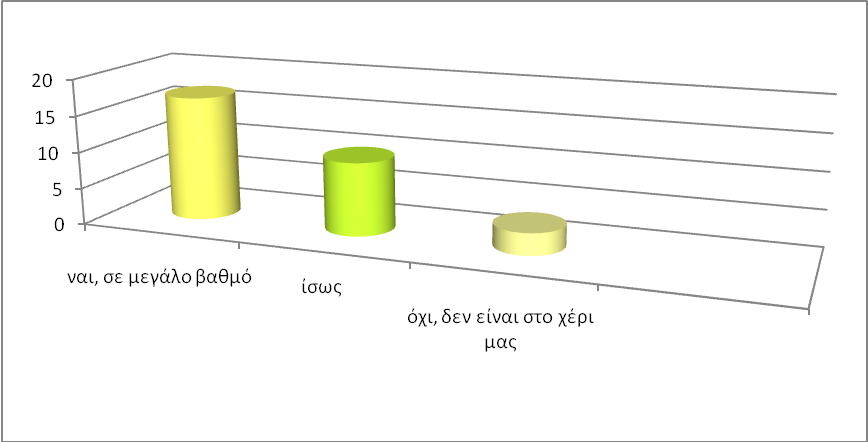 20
15
10
5
0
ναι, σε μεγάλο βαθμό
ίσως
όχι, δεν είναι στο χέρι
μας